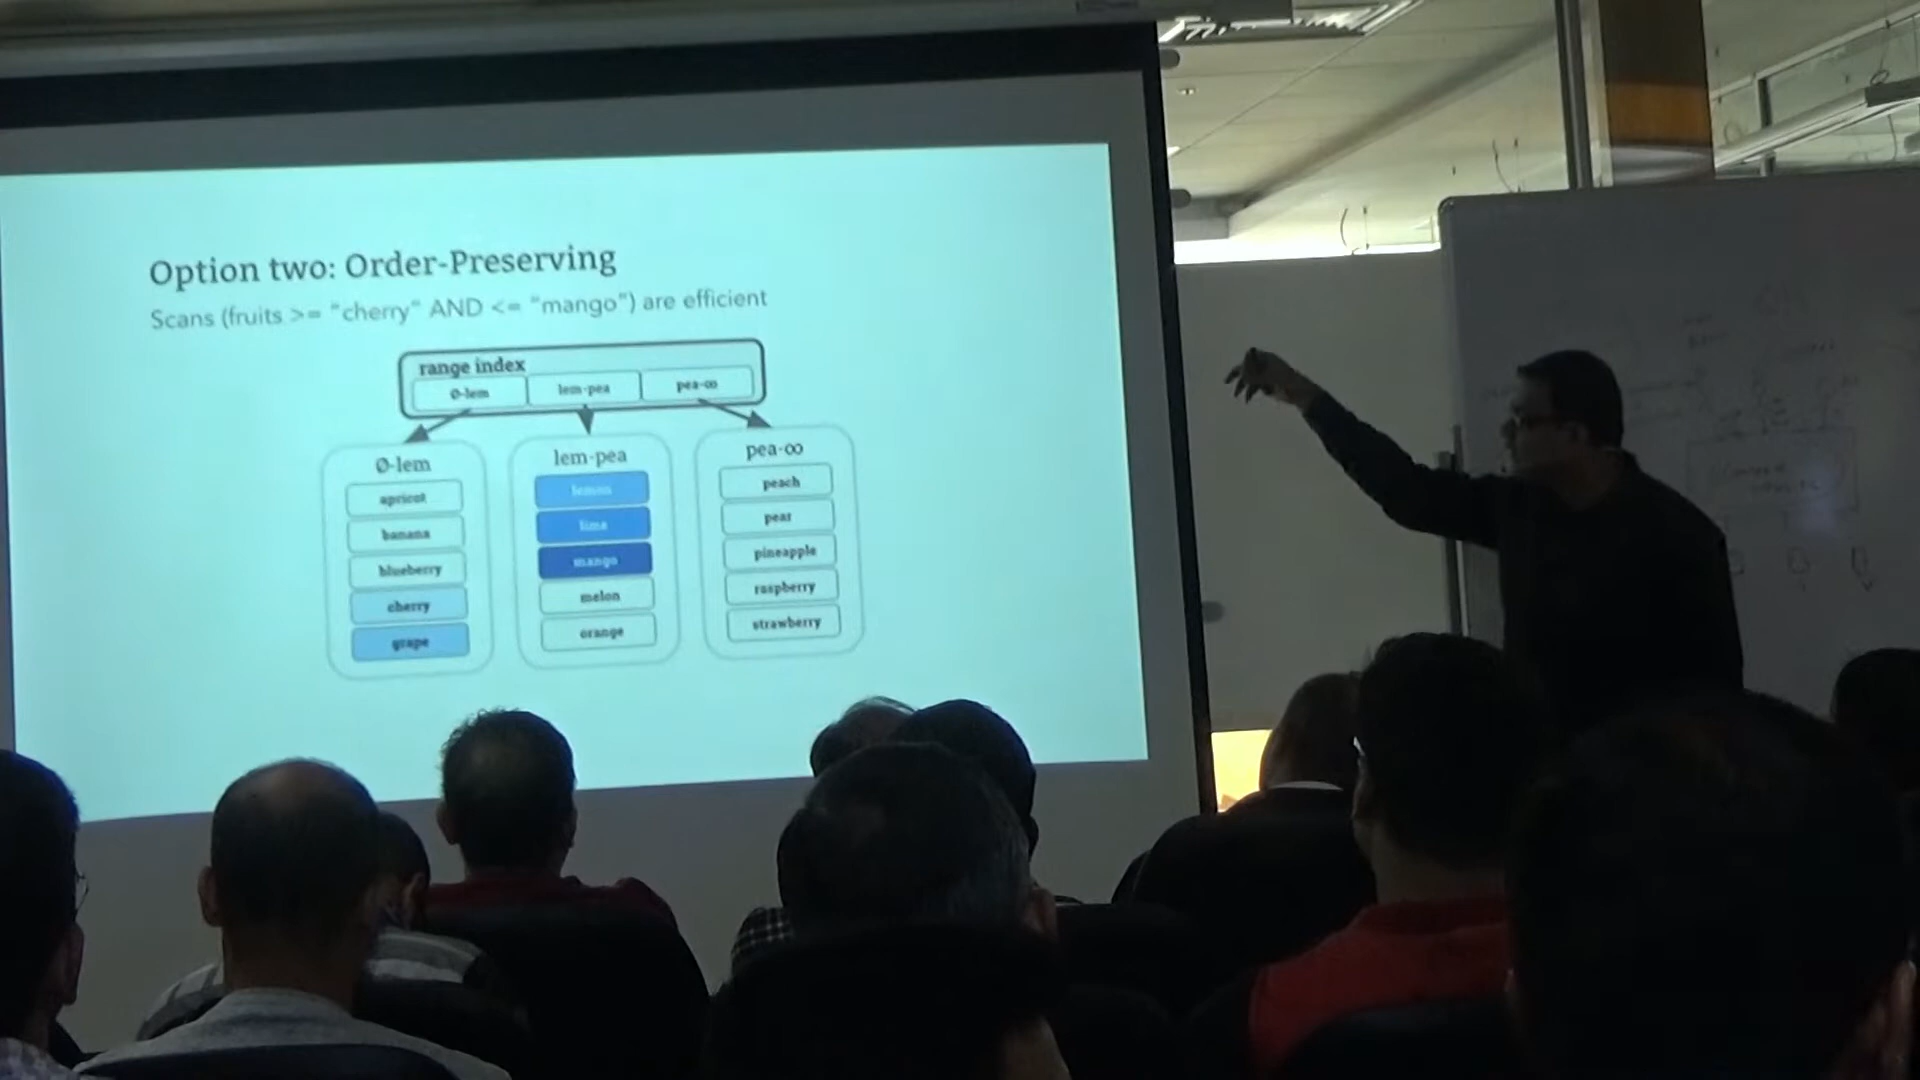 Option two: Order-Preserving
Scans (fruits >= "cherry" AND <= "mango") are efficient
range index
Ø-lem
lem-pea
pea-∞
Ø-lem
lem-pea
pea-∞
apricot
banana
blueberry
cherry
grape
lemon
lime
mango
melon
orange
peach
pear
pineapple
raspberry
strawberry